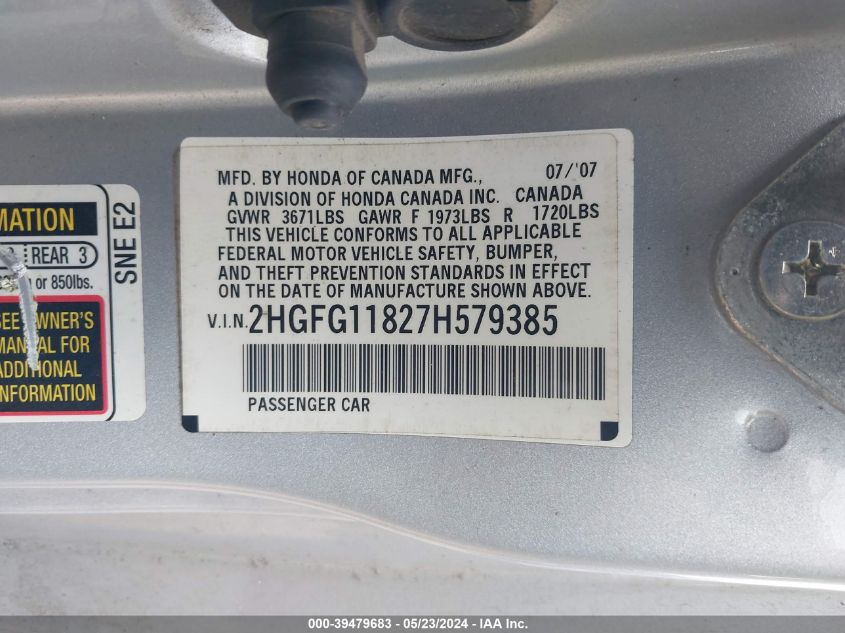 MFD. BY HONDA OF CANADA MFG., 07/'07
A DIVISION OF HONDA CANADA INC. CANADA
GVWR 3671LBS GAWR F 1973LBS R 1720LBS
THIS VEHICLE CONFORMS TO ALL APPLICABLE
FEDERAL MOTOR VEHICLE SAFETY, BUMPER,
AND THEFT PREVENTION STANDARDS IN EFFECT
ON THE DATE OF MANUFACTURE SHOWN ABOVE.
V.I.N. 2HGFG11827H579385
PASSENGER CAR
MATION
REAR 3
or 850lbs.
SEE OWNER'S
MANUAL FOR
ADDITIONAL
INFORMATION
SNE E2
000-39479683 - 05/23/2024 - IAA Inc.